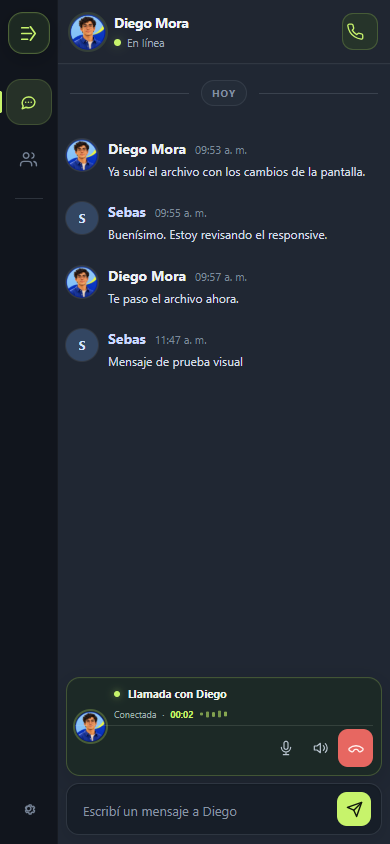 Diego Mora
En línea
HOY
Diego Mora 09:53 a. m.
Ya subí el archivo con los cambios de la pantalla.
S
Sebas 09:55 a. m.
Buenísimo. Estoy revisando el responsive.
Diego Mora 09:57 a. m.
Te paso el archivo ahora.
S
Sebas 11:47 a. m.
Mensaje de prueba visual
Llamada con Diego
Conectada · 00:02
Escribí un mensaje a Diego